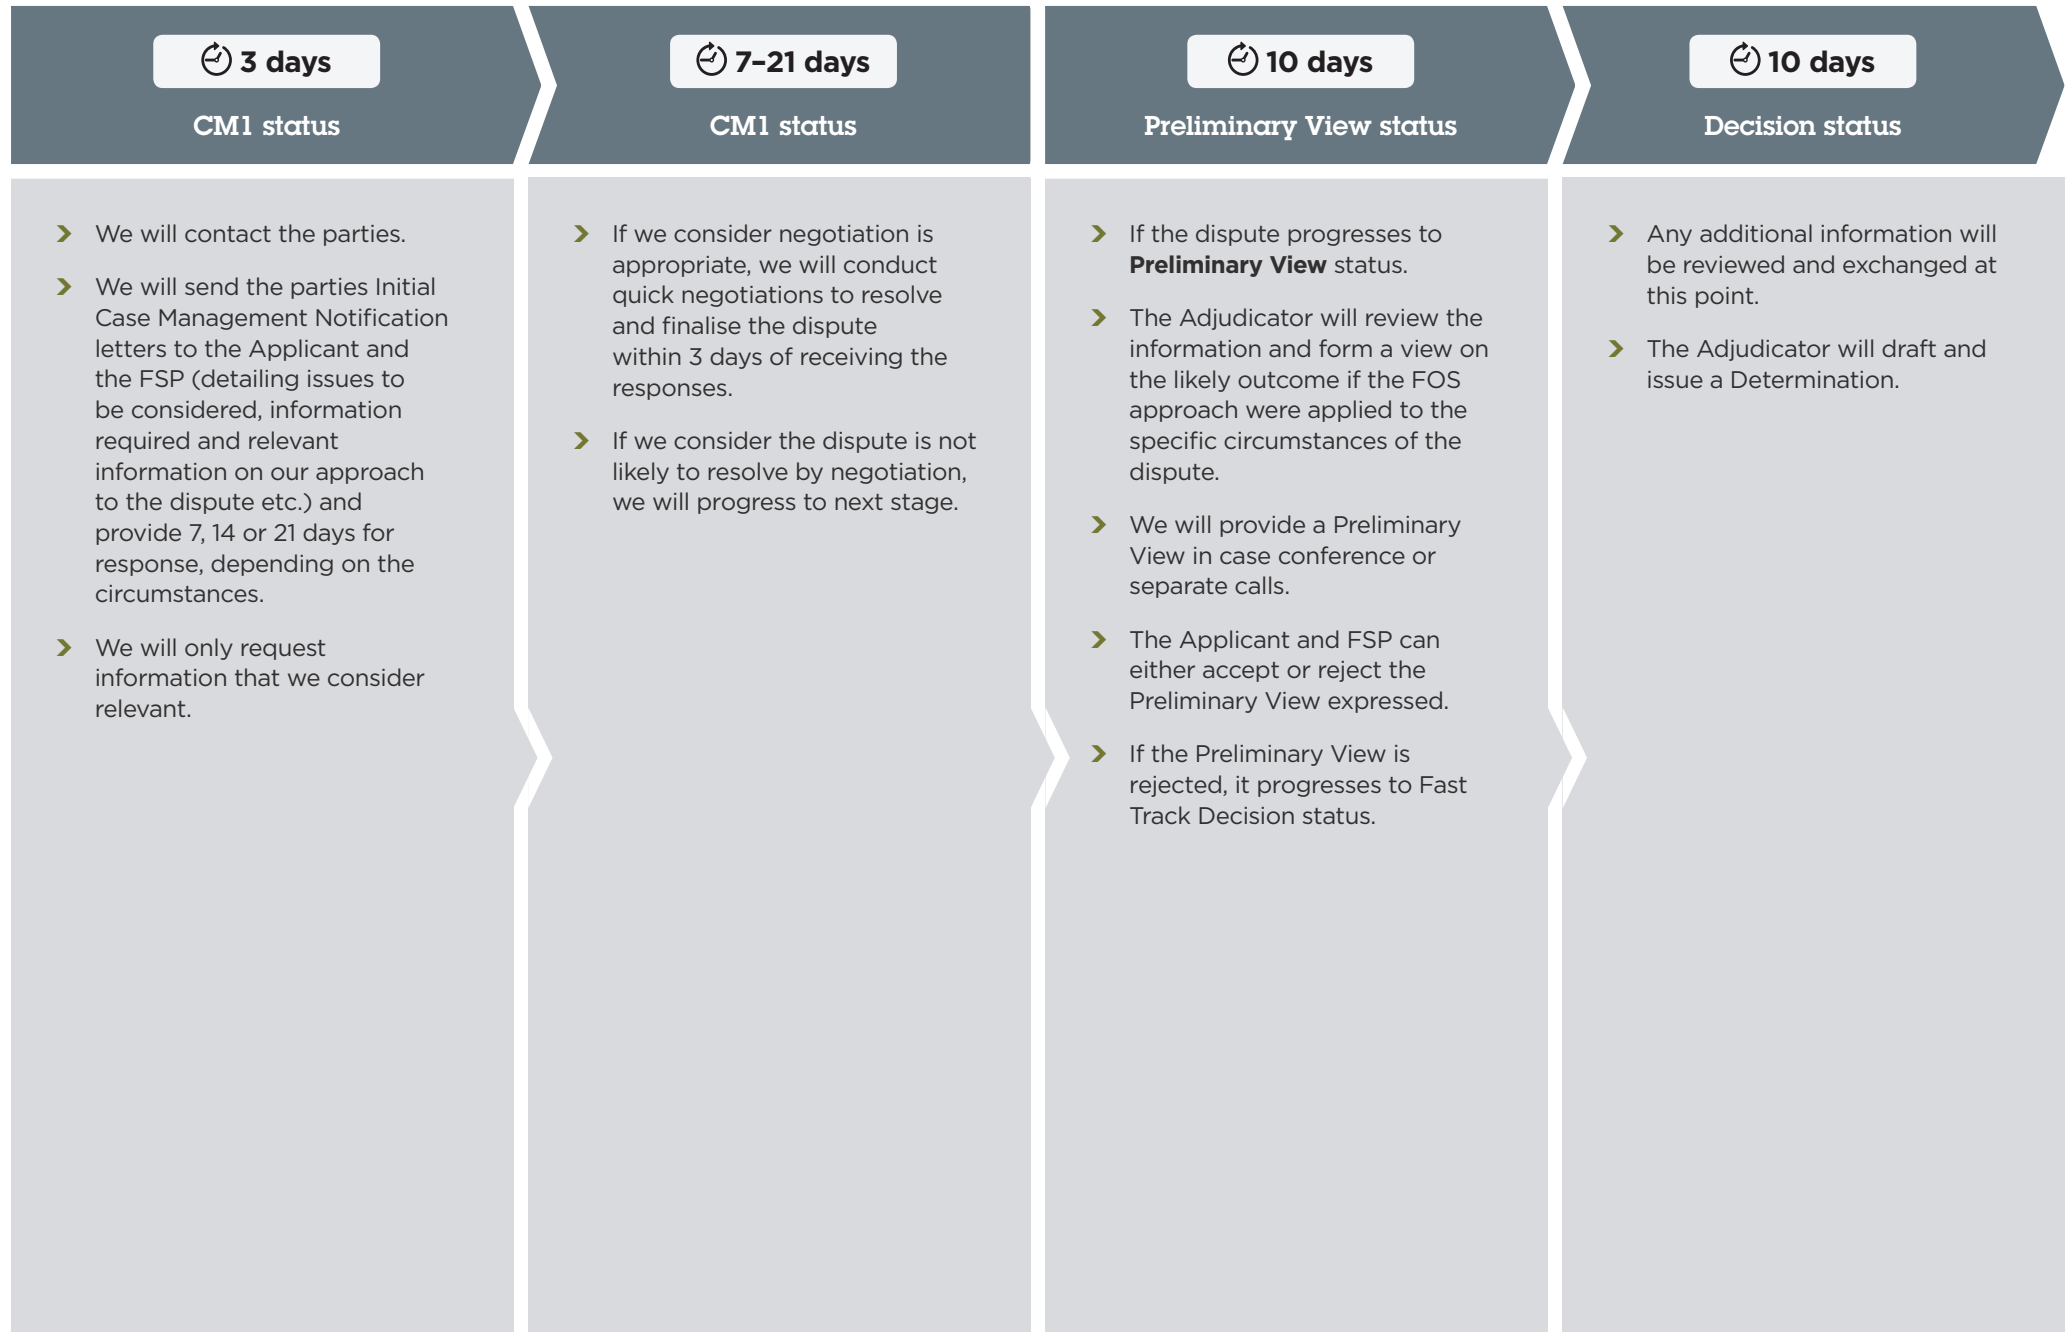 3 days
CM1 status
We will contact the parties.
We will send the parties Initial
Case Management Notification
letters to the Applicant and
the FSP (detailing issues to
be considered, information
required and relevant
information on our approach
to the dispute etc.) and
provide 7, 14 or 21 days for
response, depending on the
circumstances.
We will only request
information that we consider
relevant.
7–21 days
CM1 status
If we consider negotiation is
appropriate, we will conduct
quick negotiations to resolve
and finalise the dispute
within 3 days of receiving the
responses.
If we consider the dispute is not
likely to resolve by negotiation,
we will progress to next stage.
10 days
Preliminary View status
If the dispute progresses to
Preliminary View status.
The Adjudicator will review the
information and form a view on
the likely outcome if the FOS
approach were applied to the
specific circumstances of the
dispute.
We will provide a Preliminary
View in case conference or
separate calls.
The Applicant and FSP can
either accept or reject the
Preliminary View expressed.
If the Preliminary View is
rejected, it progresses to Fast
Track Decision status.
10 days
Decision status
Any additional information will
be reviewed and exchanged at
this point.
The Adjudicator will draft and
issue a Determination.